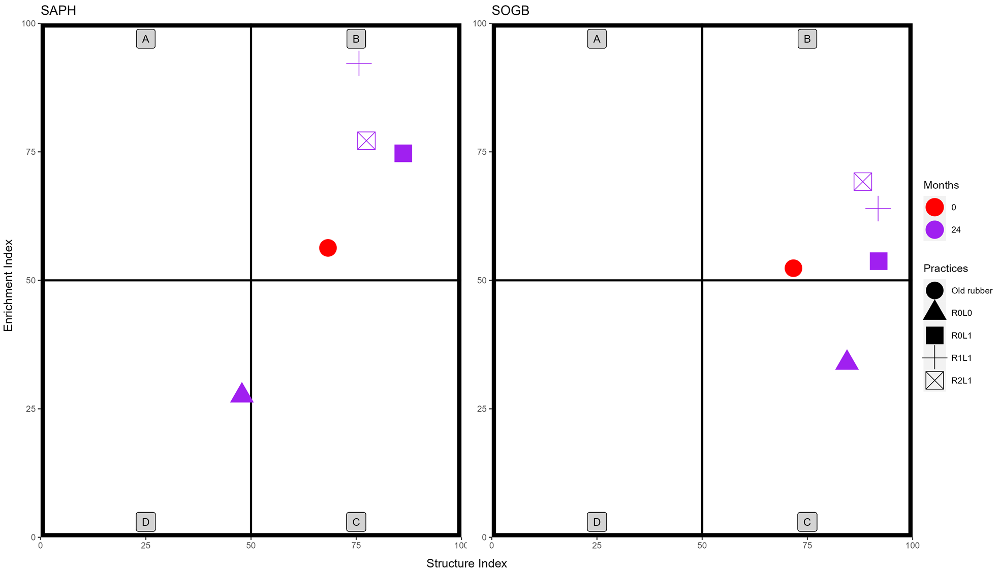 SAPH
SOGB
100
A
B
100
A
B
75
75
Months
0
24
Enrichment Index
Practices
50
50
Old rubber
R0L0
R0L1
R1L1
R2L1
25
25
D
C
D
C
0
0
0
25
50
75
100
0
25
50
75
100
Structure Index